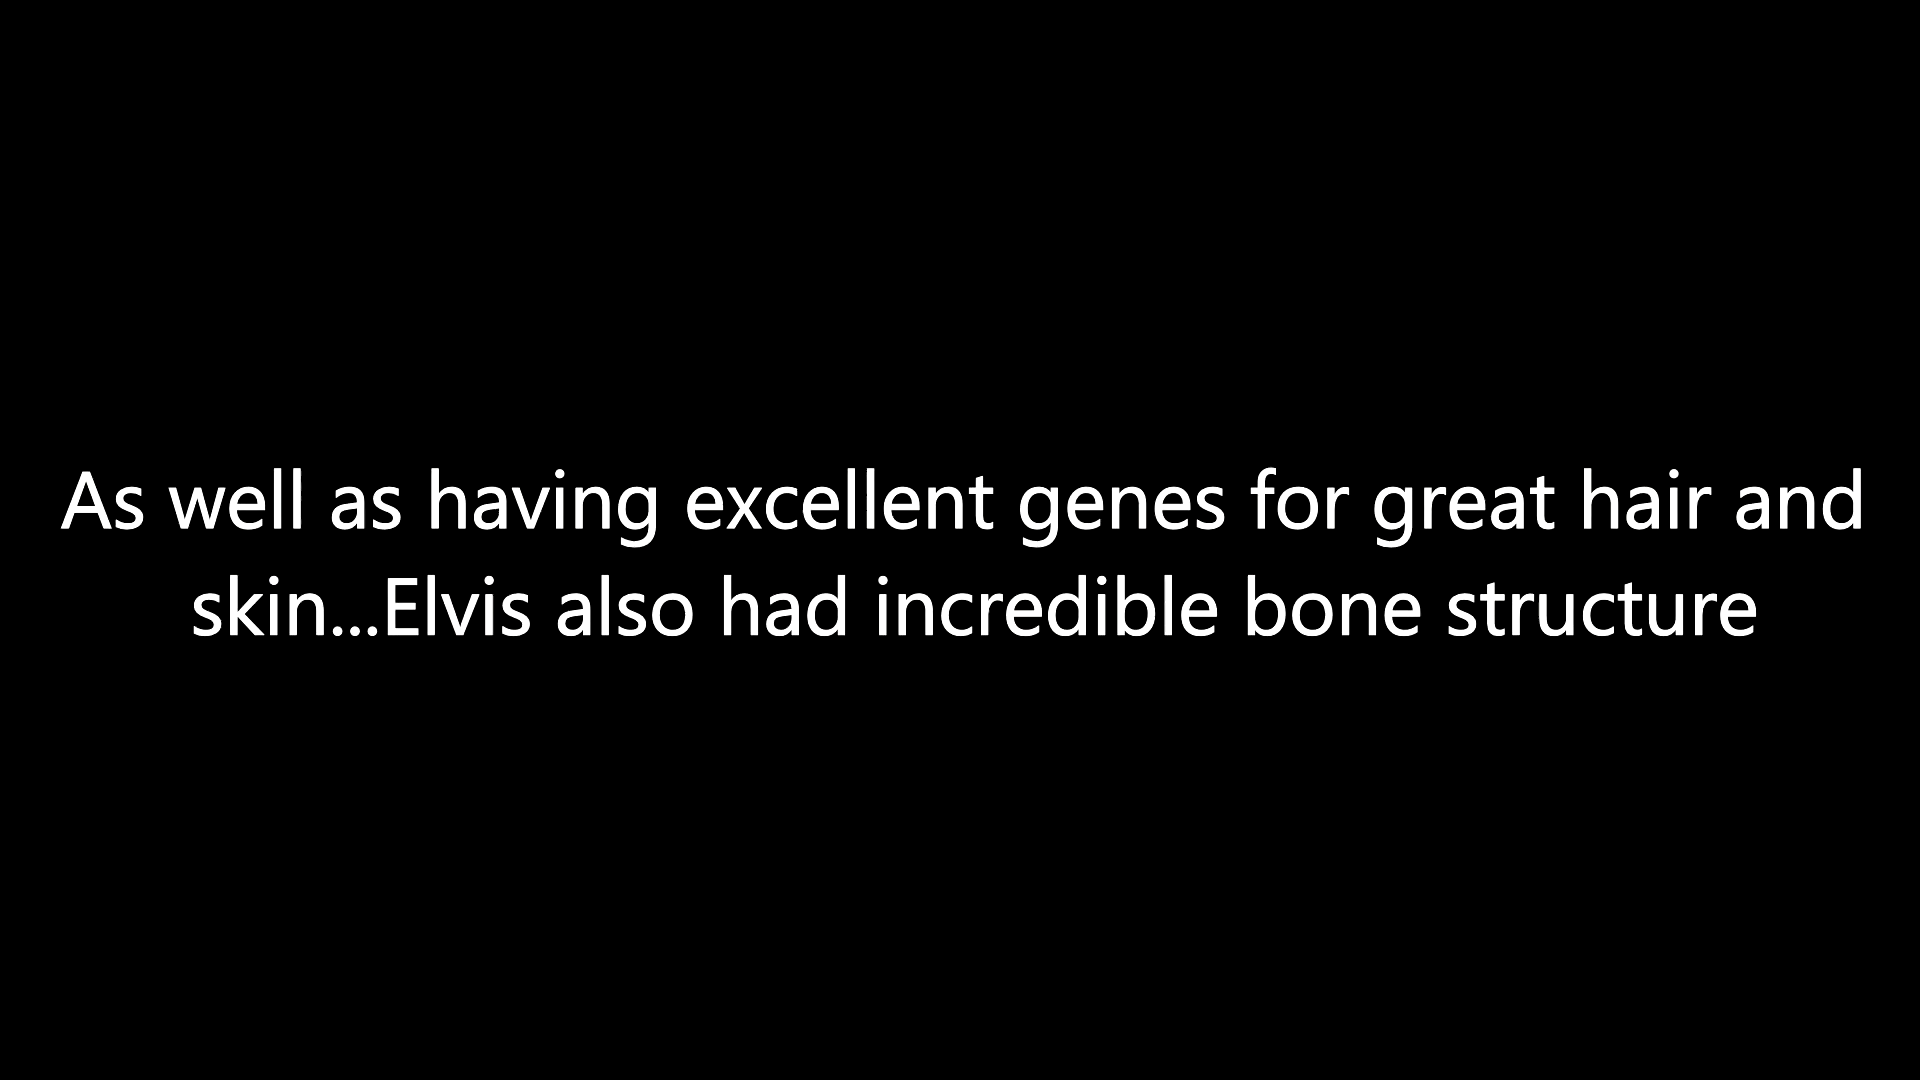 As well as having excellent genes for great hair and
skin...Elvis also had incredible bone structure